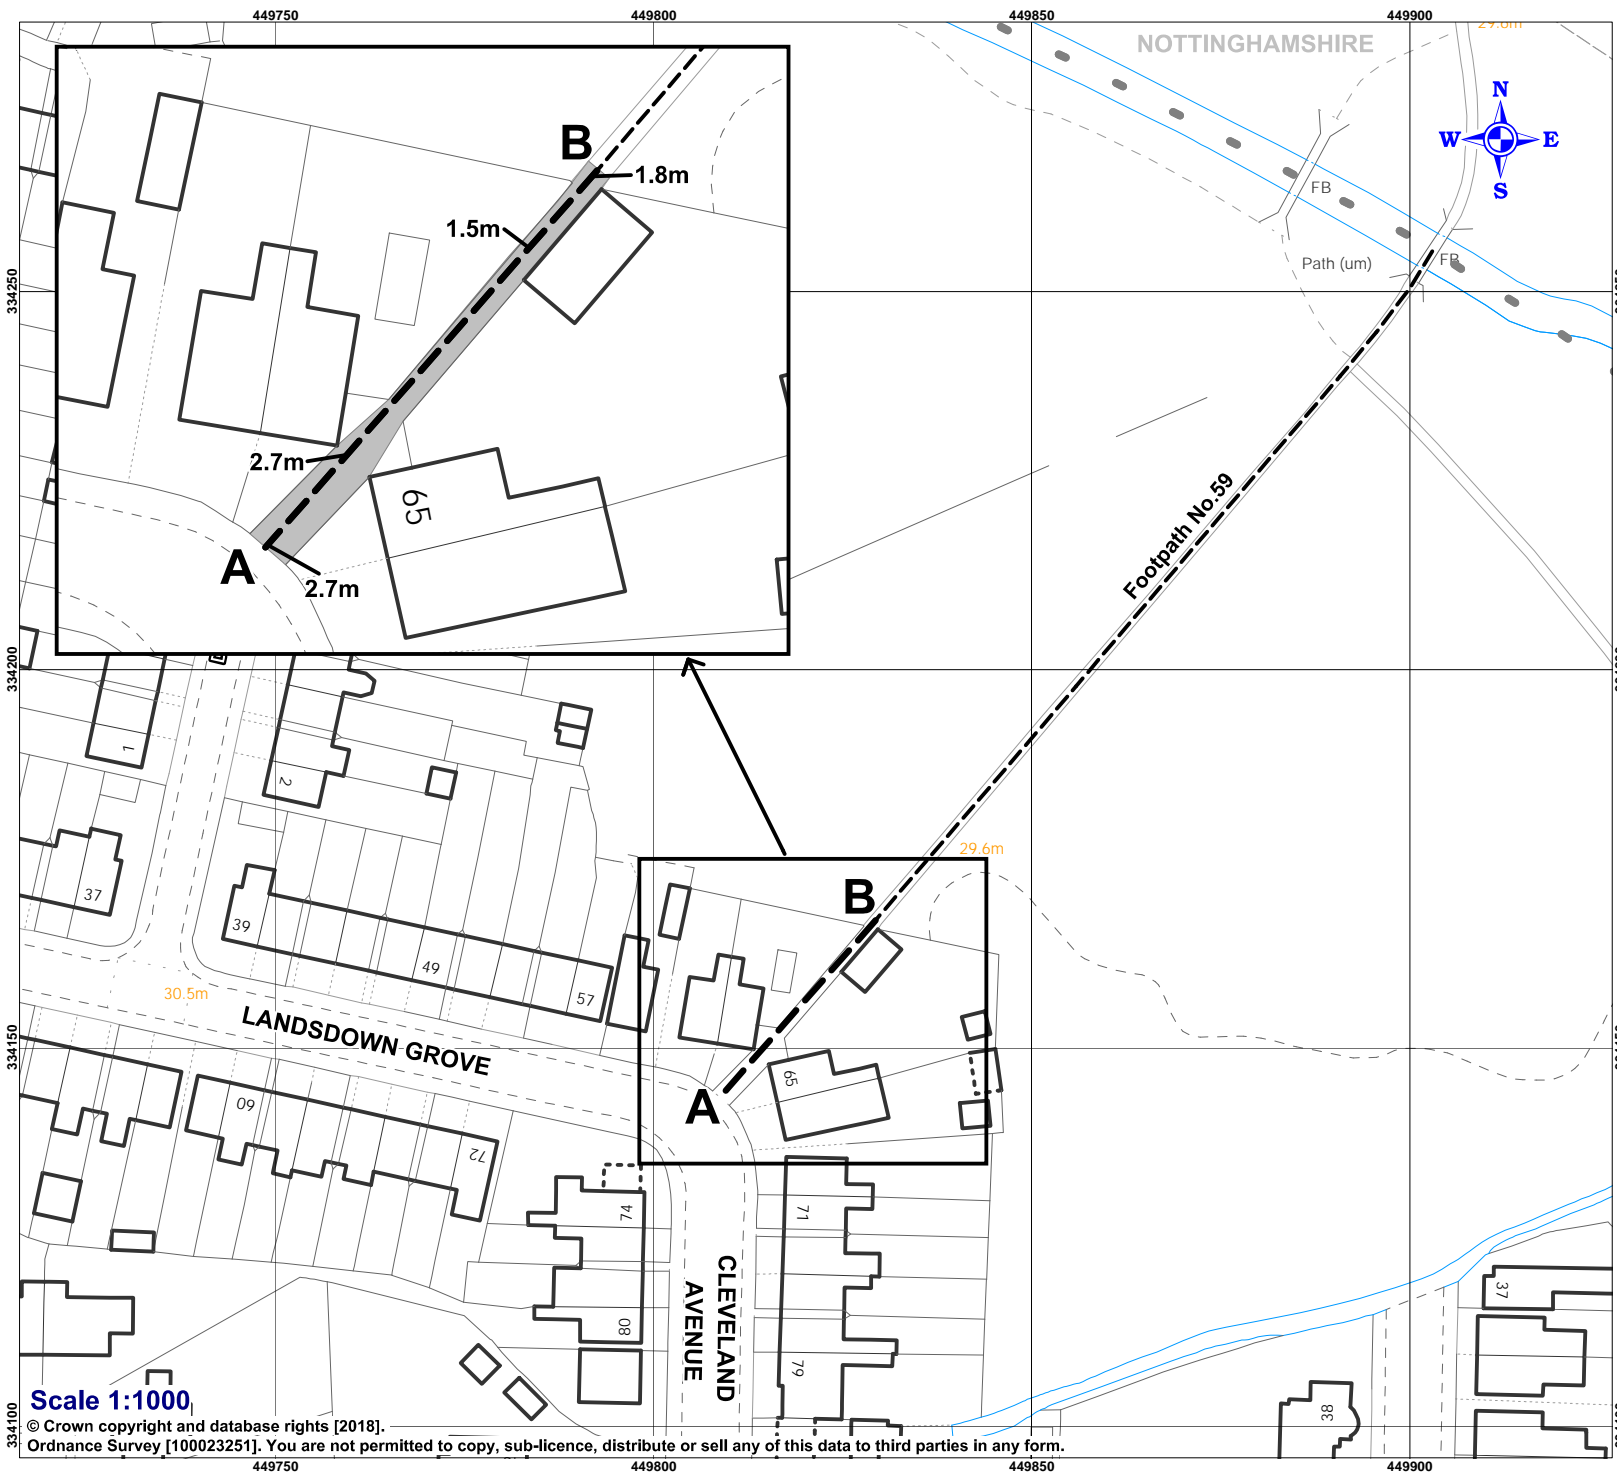 449750
449800
449850
449900
29.6m
NOTTINGHAMSHIRE
N
W
E
S
B
1.8m
1.5m
FB
FB
Path (um)
334250
2.7m
65
A
2.7m
Footpath No.59
334200
1
2
29.6m
37
39
49
57
B
30.5m
LANDSDOWN GROVE
334150
65
A
60
72
74
71
CLEVELAND
AVENUE
80
79
37
38
334100
Scale 1:1000
© Crown copyright and database rights [2018].
Ordnance Survey [100023251]. You are not permitted to copy, sub-licence, distribute or sell any of this data to third parties in any form.
449750
449800
449850
449900